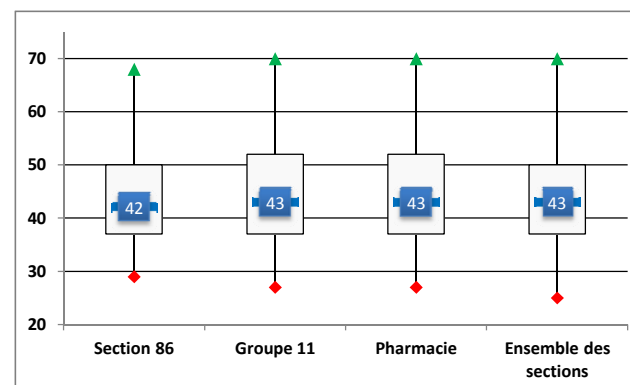 70
60
50
40
30
20
42
43
43
43
Section 86
Groupe 11
Pharmacie
Ensemble des
sections